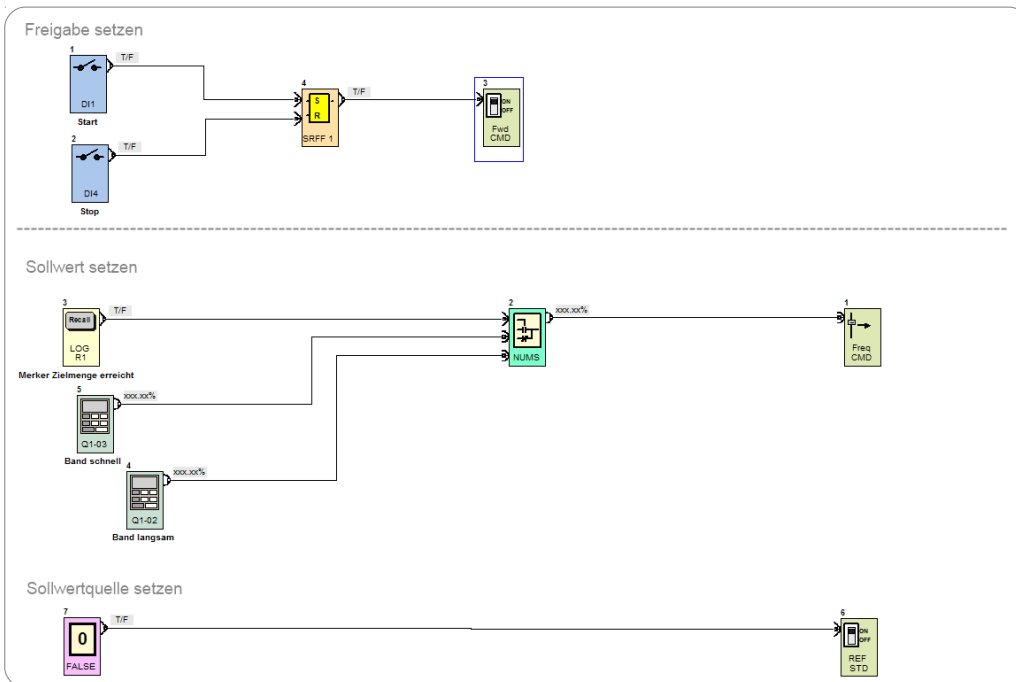 Freigabe setzen
1
T/F
DI1
Start
2
T/F
DI4
Stop
4
S
R
SRFF 1
T/F
3
ON
OFF
Fwd
CMD
Sollwert setzen
3
T/F
Recall
LOG
R1
Merker Zielmenge erreicht
5
xxx.xx%
Q1-03
Band schnell
4
xxx.xx%
Q1-02
Band langsam
2
xxx.xx%
NUMS
1
Freq
CMD
Sollwertquelle setzen
7
T/F
0
FALSE
6
ON
OFF
REF
STD